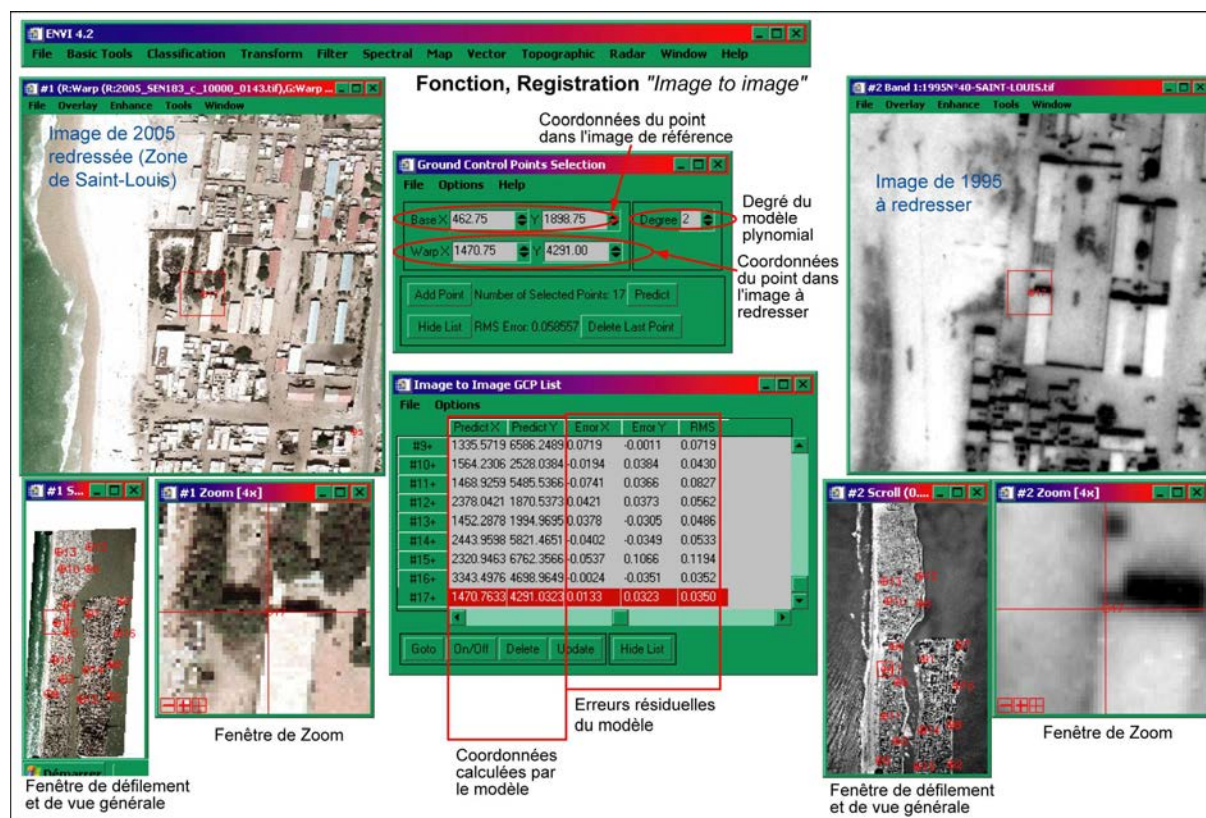 ENVI 4.2
File Basic Tools Classification Transform Filter Spectral Map Vector Topographic Radar Window Help
Fonction, Registration "Image to image"
#1 (R:Warp (R:2005_SEN183_c_10000_0143.tif),G:Warp ...
File Overlay Enhance Tools Window
Image de 2005
redressée (Zone
de Saint-Louis)
Coordonnées du point
dans l'image de référence
Ground Control Points Selection
File Options Help
Base X 462.75 Y 1898.75 Degree 2
Warp X 1470.75 Y 4291.00
Add Point Number of Selected Points: 17 Predict
Hide List RMS Error: 0.058557 Delete Last Point
Degré du
modèle
plynomial
Coordonnées
du point dans
l'image à
redresser
#2 Band 1:1995N°40-SAINT-LOUIS.tif
File Overlay Enhance Tools Window
Image de 1995
à redresser
Image to Image GCP List
File Options
Predict X Predict Y Error X Error Y RMS
#9+ 1335.5719 6586.2489 0.0719 -0.0011 0.0719
#10+ 1564.2306 2528.0384 -0.0194 0.0384 0.0430
#11+ 1468.9259 5485.5366 -0.0741 0.0366 0.0827
#12+ 2378.0421 1870.5373 0.0421 0.0373 0.0562
#13+ 1452.2878 1994.9695 0.0378 -0.0305 0.0486
#14+ 2443.9598 5821.4651 -0.0402 -0.0349 0.0533
#15+ 2320.9463 6762.3566 -0.0537 0.1066 0.1194
#16+ 3343.4976 4698.9649 -0.0024 -0.0351 0.0352
#17+ 1470.7633 4291.0323 0.0133 0.0323 0.0350
Goto On/Off Delete Update Hide List
Erreurs résiduelles
du modèle
Coordonnées
calculées par
le modèle
#1 S...
#1 Zoom [4x]
Démarrer
Fenêtre de Zoom
Fenêtre de défilement
et de vue générale
#2 Scroll (0....
#2 Zoom [4x]
Fenêtre de Zoom
Fenêtre de défilement
et de vue générale